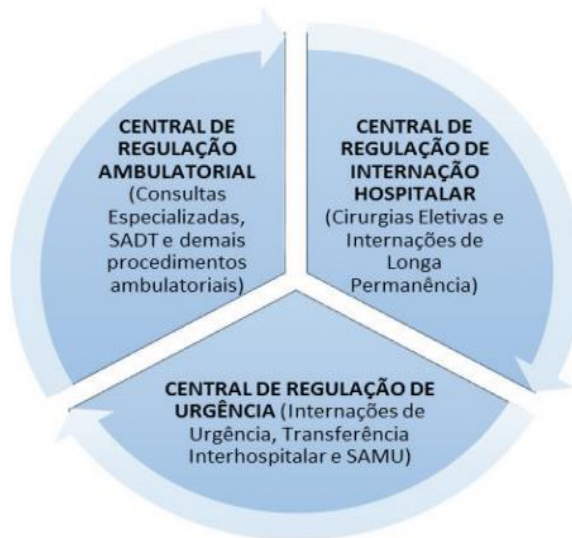 CENTRAL DE
REGULAÇÃO
AMBULATORIAL
(Consultas
Especializadas,
SADT e demais
procedimentos
ambulatoriais)
CENTRAL DE
REGULAÇÃO DE
INTERNAÇÃO
HOSPITALAR
(Cirurgias Eletivas e
Internações de
Longa
Permanência)
CENTRAL DE REGULAÇÃO DE
URGÊNCIA (Internações de
Urgência, Transferência
Interhospitalar e SAMU)